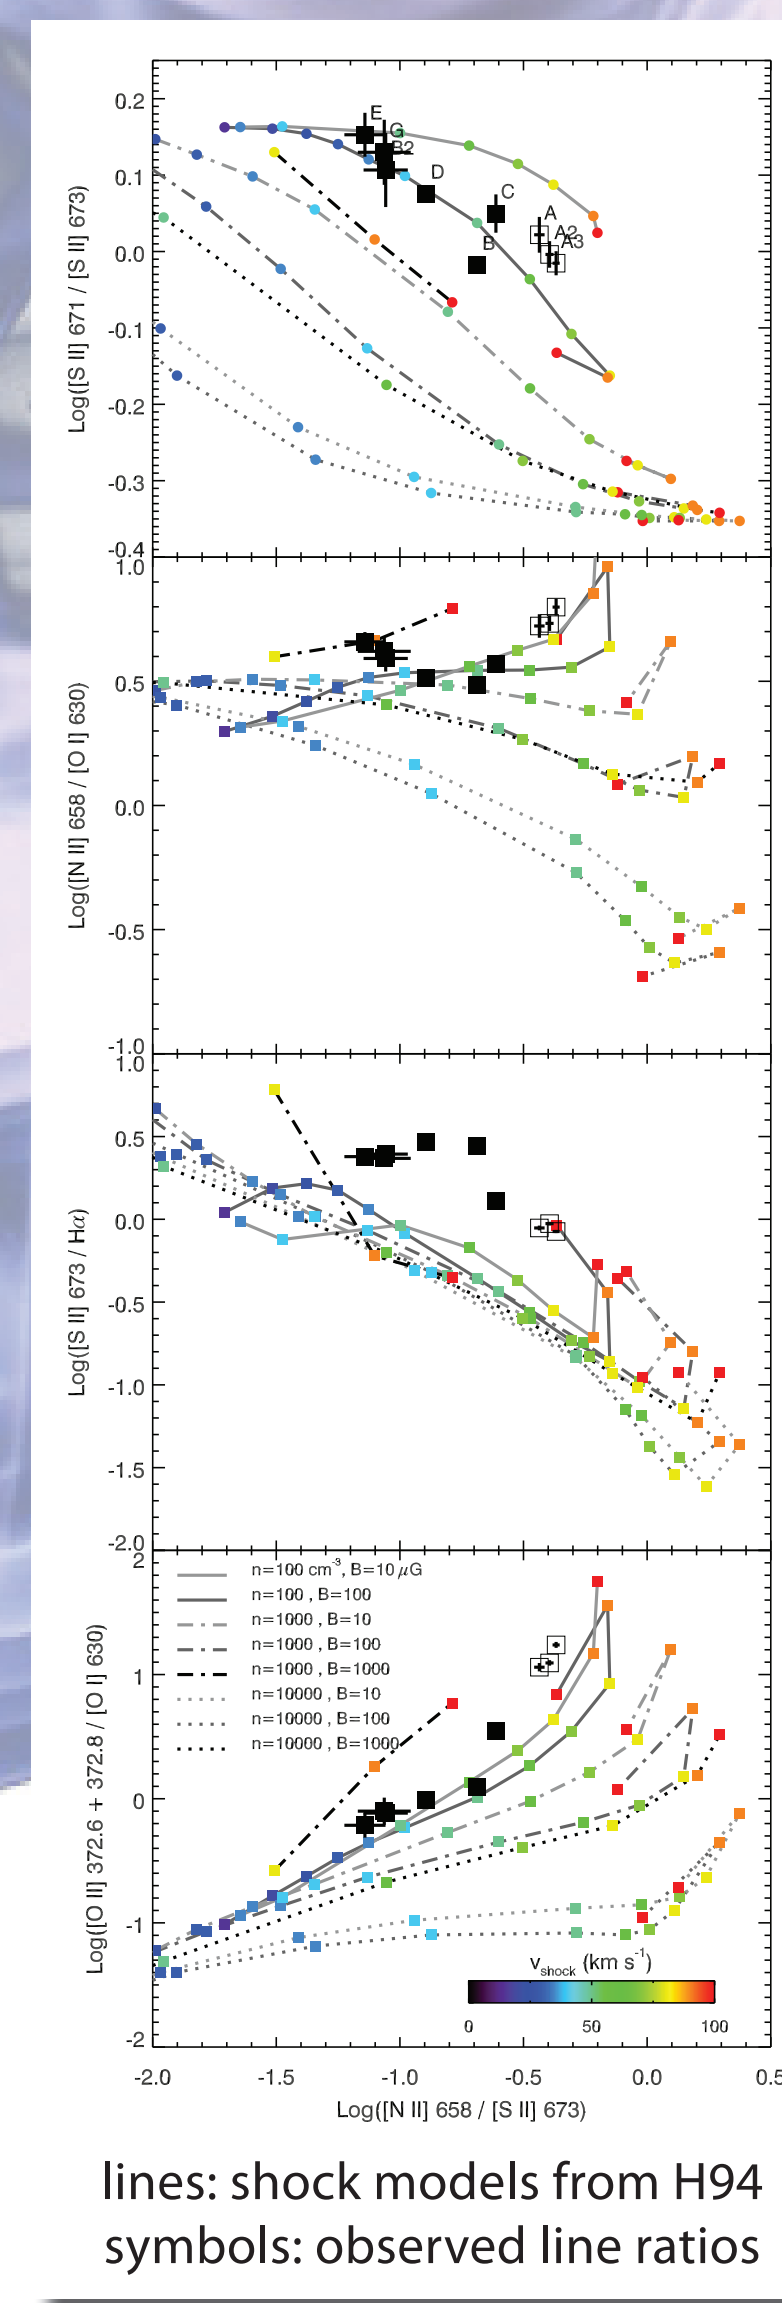 0.2
0.1
0.0
-0.1
-0.2
-0.3
-0.4
Log([S II] 671 / [S II] 673)
E
G
B2
D
C
B
A
A2
A3
1.0
0.5
0.0
-0.5
-1.0
Log([N II] 658 / [O I] 630)
1.0
0.5
0.0
-0.5
-1.0
-1.5
-2.0
Log([S II] 673 / Hα)
2
1
0
-1
-2
Log([O II] 372.6 + 372.8 / [O I] 630)
n=100 cm⁻³, B=10 μG
n=100 , B=100
n=1000 , B=10
n=1000 , B=100
n=1000 , B=1000
n=10000 , B=10
n=10000 , B=100
n=10000 , B=1000
v_shock (km s⁻¹)
0 50 100
-2.0 -1.5 -1.0 -0.5 0.0 0.5
Log([N II] 658 / [S II] 673)
lines: shock models from H94
symbols: observed line ratios